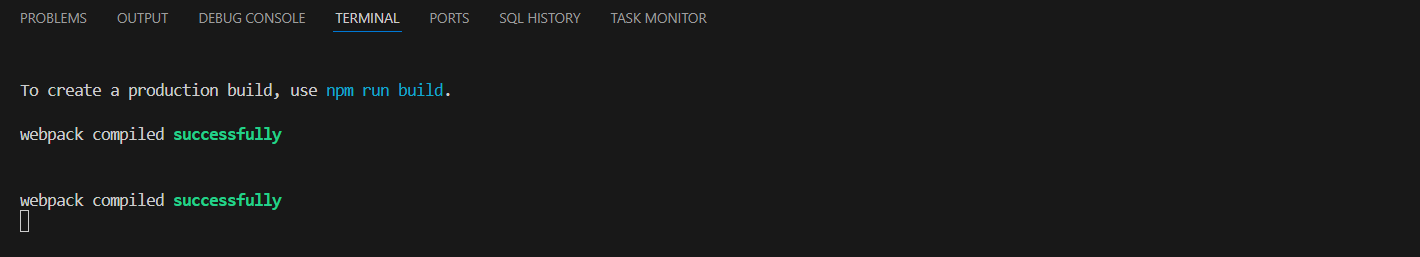 PROBLEMS OUTPUT DEBUG CONSOLE TERMINAL PORTS SQL HISTORY TASK MONITOR
To create a production build, use npm run build.
webpack compiled successfully
webpack compiled successfully